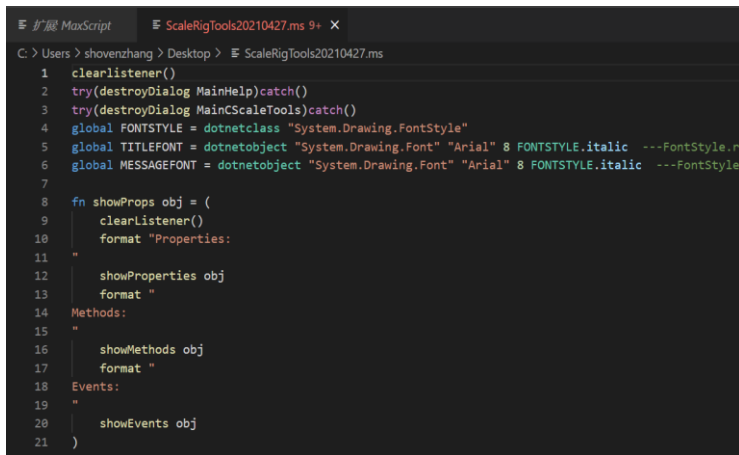 扩展 MaxScript ScaleRigTools20210427.ms 9+ ×
C: > Users > shovenzhang > Desktop > ScaleRigTools20210427.ms
1 clearlistener()
2 try(destroyDialog MainHelp)catch()
3 try(destroyDialog MainCScaleTools)catch()
4 global FONTSTYLE = dotnetclass "System.Drawing.FontStyle"
5 global TITLEFONT = dotnetobject "System.Drawing.Font" "Arial" 8 FONTSTYLE.italic ---FontStyle.r
6 global MESSAGEFONT = dotnetobject "System.Drawing.Font" "Arial" 8 FONTSTYLE.italic ---FontStyle
7
8 fn showProps obj = (
9 clearListener()
10 format "Properties:
11 "
12 showProperties obj
13 format "
14 Methods:
15 "
16 showMethods obj
17 format "
18 Events:
19 "
20 showEvents obj
21 )